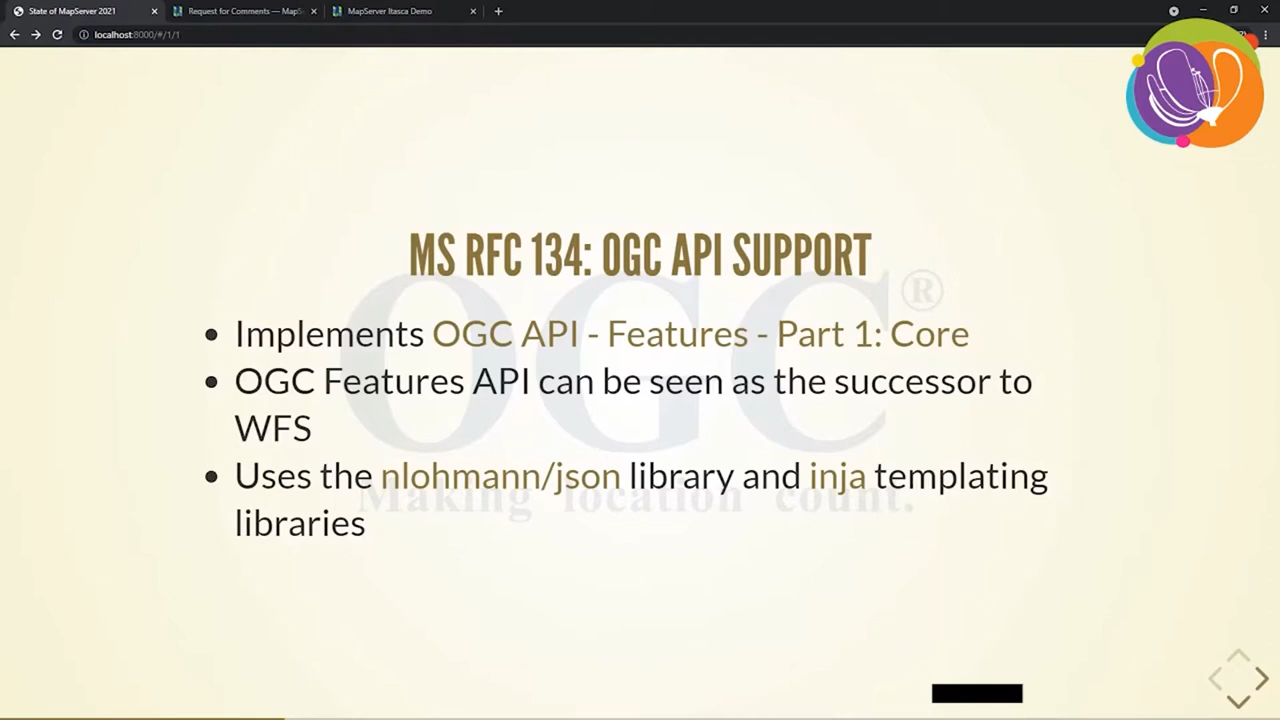 State of MapServer 2021
Request for Comments — MapS
MapServer Itasca Demo
localhost:8000/#/1/1
MS RFC 134: OGC API SUPPORT
OGC®
Making location count.
Implements OGC API - Features - Part 1: Core
OGC Features API can be seen as the successor to
WFS
Uses the nlohmann/json library and inja templating
libraries